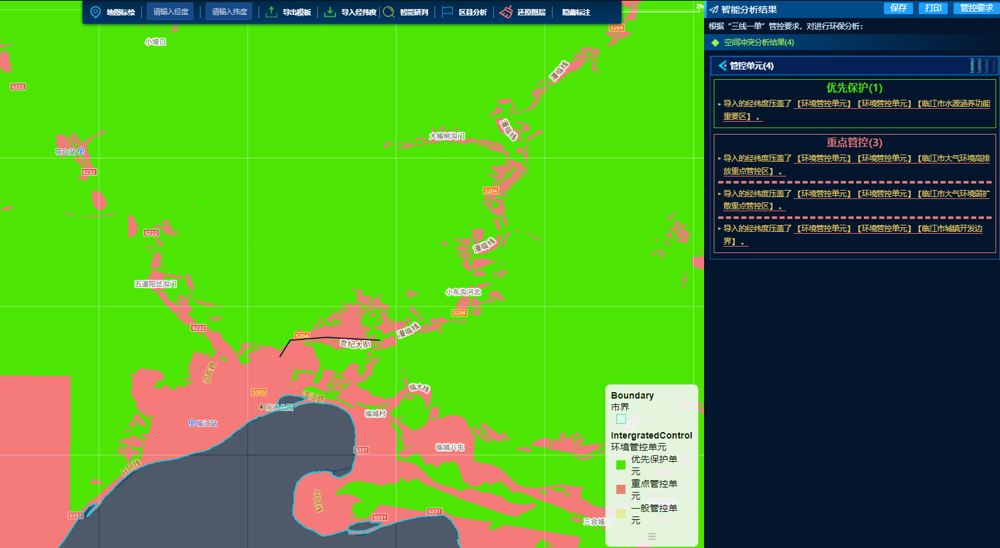 地图标绘
请输入经度
请输入纬度
导出模板
导入经纬度
智能研判
区县分析
还原图层
隐藏标注
智能分析结果
保存
打印
管控要求
根据“三线一单”管控要求，对进行环保分析：
空间冲突分析结果(4)
管控单元(4)
优先保护(1)
导入的经纬度压盖了 【环境管控单元】【环境管控单元】【临江市水源涵养功能
重要区】 。
重点管控(3)
导入的经纬度压盖了 【环境管控单元】【环境管控单元】【临江市大气环境高排
放重点管控区】 。
导入的经纬度压盖了 【环境管控单元】【环境管控单元】【临江市大气环境弱扩
散重点管控区】 。
导入的经纬度压盖了 【环境管控单元】【环境管控单元】【临江市城镇开发边
界】 。
小坡口
S204
漫临线
G222
漫临线
大榆树沟门
花山站
G222
S204
G222
漫临线
五道阳岔沟门
小东沟河北
S204
G222
漫临线
S204
世纪大街
迎宾路
S303
滨江路
临大线
陈云公园
临城村
临江站
临城八屯
S331
丹阿线
丹阿线
G331
G331
G331
三合城
Boundary
市界
IntergratedControl
环境管控单元
优先保护单
元
重点管控单
元
一般管控单
元